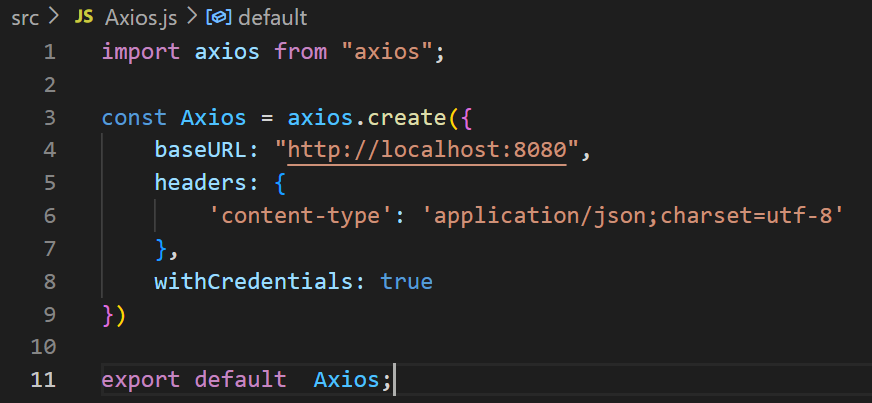 src > JS Axios.js > default
1 import axios from "axios";
2
3 const Axios = axios.create({
4     baseURL: "http://localhost:8080",
5     headers: {
6         'content-type': 'application/json;charset=utf-8'
7     },
8     withCredentials: true
9 })
10
11 export default  Axios;